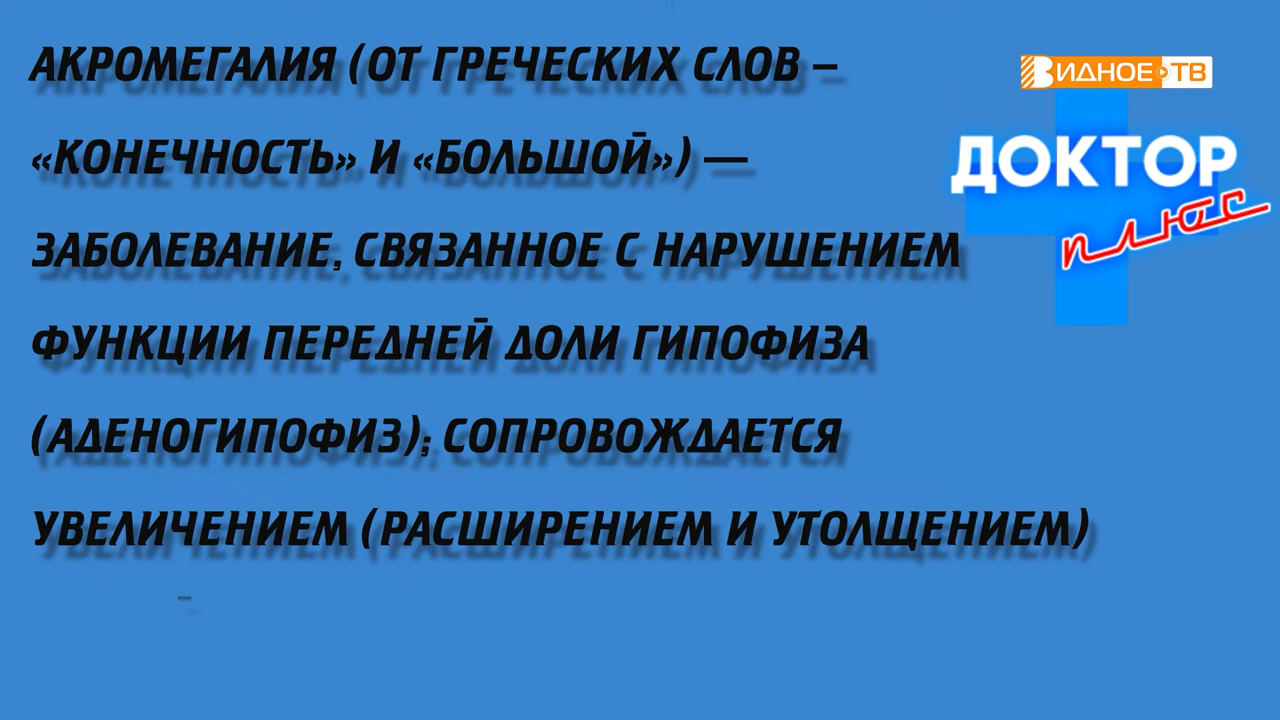 АКРОМЕГАЛИЯ (ОТ ГРЕЧЕСКИХ СЛОВ –
«КОНЕЧНОСТЬ» И «БОЛЬШОЙ») —
ЗАБОЛЕВАНИЕ, СВЯЗАННОЕ С НАРУШЕНИЕМ
ФУНКЦИИ ПЕРЕДНЕЙ ДОЛИ ГИПОФИЗА
(АДЕНОГИПОФИЗ); СОПРОВОЖДАЕТСЯ
УВЕЛИЧЕНИЕМ (РАСШИРЕНИЕМ И УТОЛЩЕНИЕМ)
ВИДНОЕ ТВ
ДОКТОР
плюс